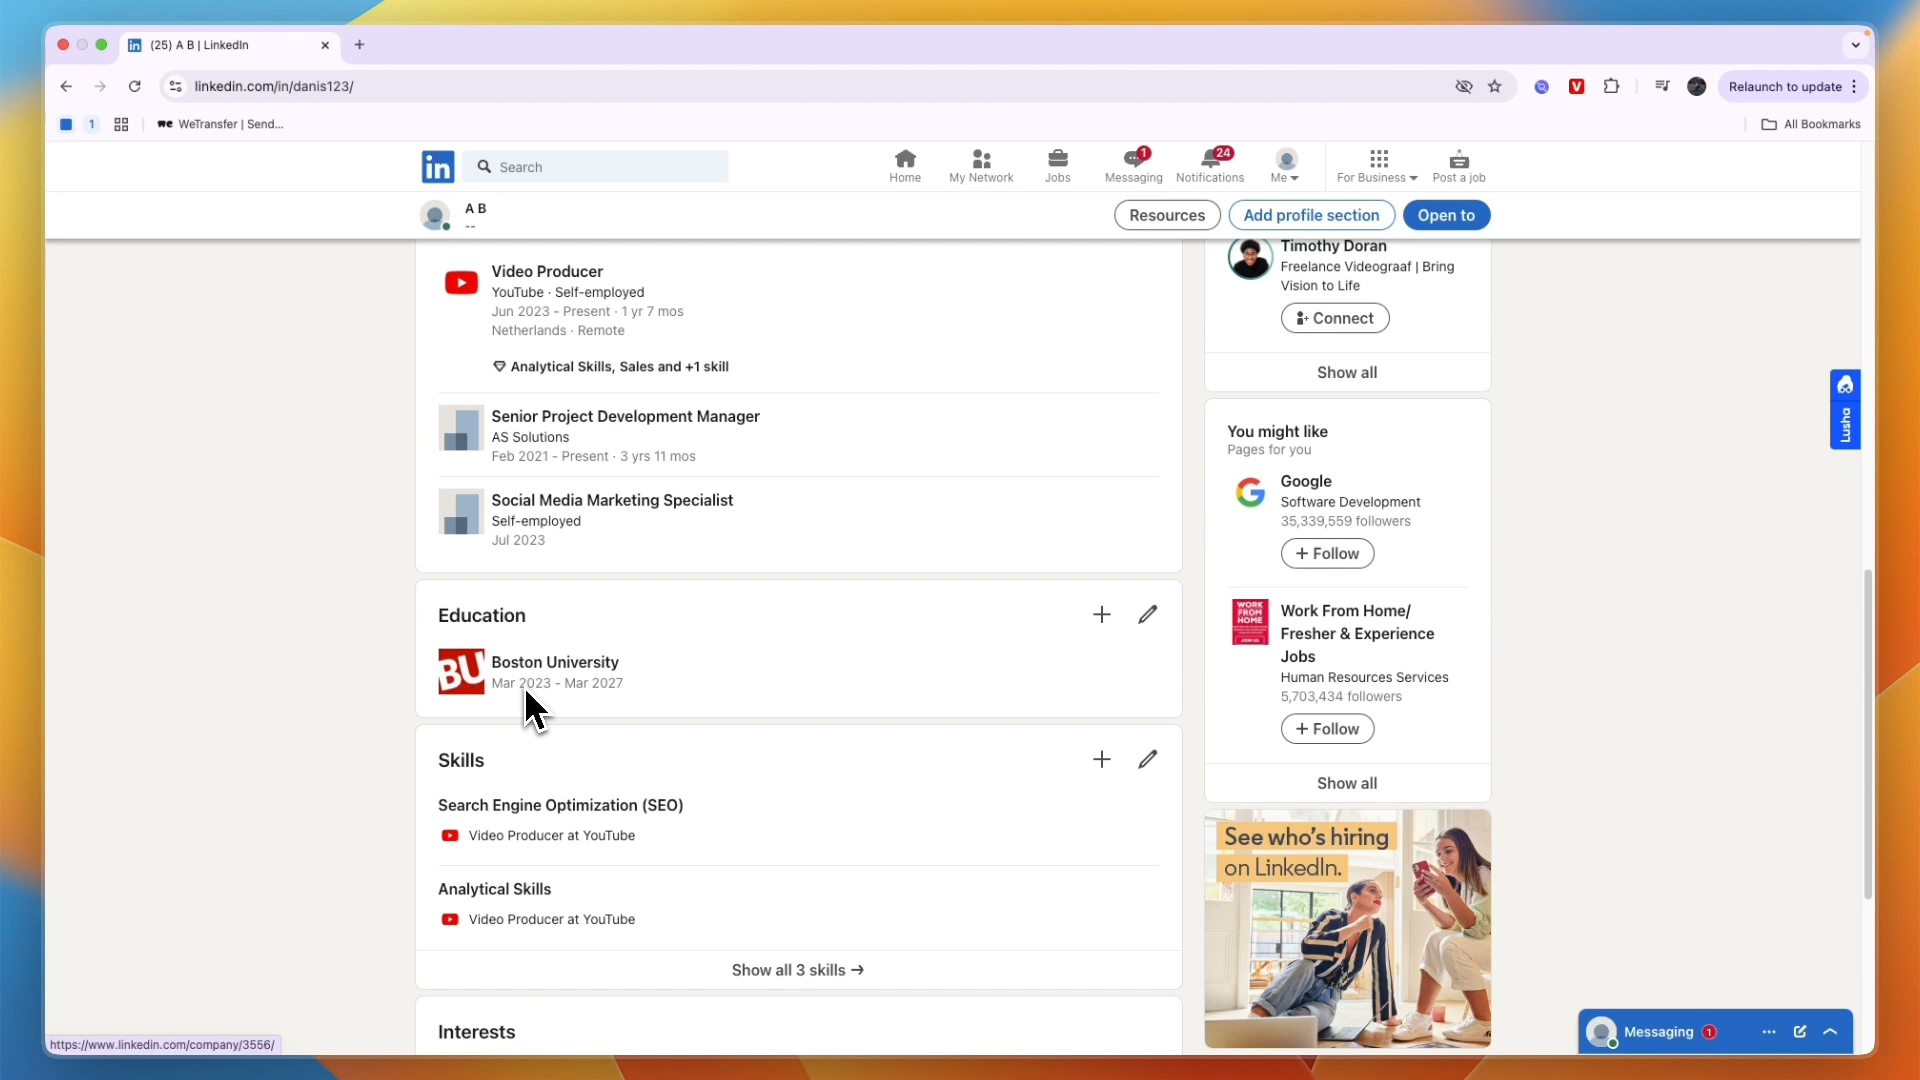 (25) A B | LinkedIn
linkedin.com/in/danis123/
Relaunch to update
1
we WeTransfer | Send...
All Bookmarks
in
Search
Home
My Network
Jobs
1
Messaging
24
Notifications
Me
For Business
Post a job
A B
--
Resources
Add profile section
Open to
Video Producer
YouTube · Self-employed
Jun 2023 - Present · 1 yr 7 mos
Netherlands · Remote
Analytical Skills, Sales and +1 skill
Senior Project Development Manager
AS Solutions
Feb 2021 - Present · 3 yrs 11 mos
Social Media Marketing Specialist
Self-employed
Jul 2023
Education
BU
Boston University
Mar 2023 - Mar 2027
Skills
Search Engine Optimization (SEO)
Video Producer at YouTube
Analytical Skills
Video Producer at YouTube
Show all 3 skills →
Interests
https://www.linkedin.com/company/3556/
Timothy Doran
Freelance Videograaf | Bring
Vision to Life
Connect
Show all
You might like
Pages for you
Google
Software Development
35,339,559 followers
+ Follow
WORK
FROM
HOME
JOIN US
Work From Home/
Fresher & Experience
Jobs
Human Resources Services
5,703,434 followers
+ Follow
Show all
See who's hiring
on LinkedIn.
Lusha
Messaging 1